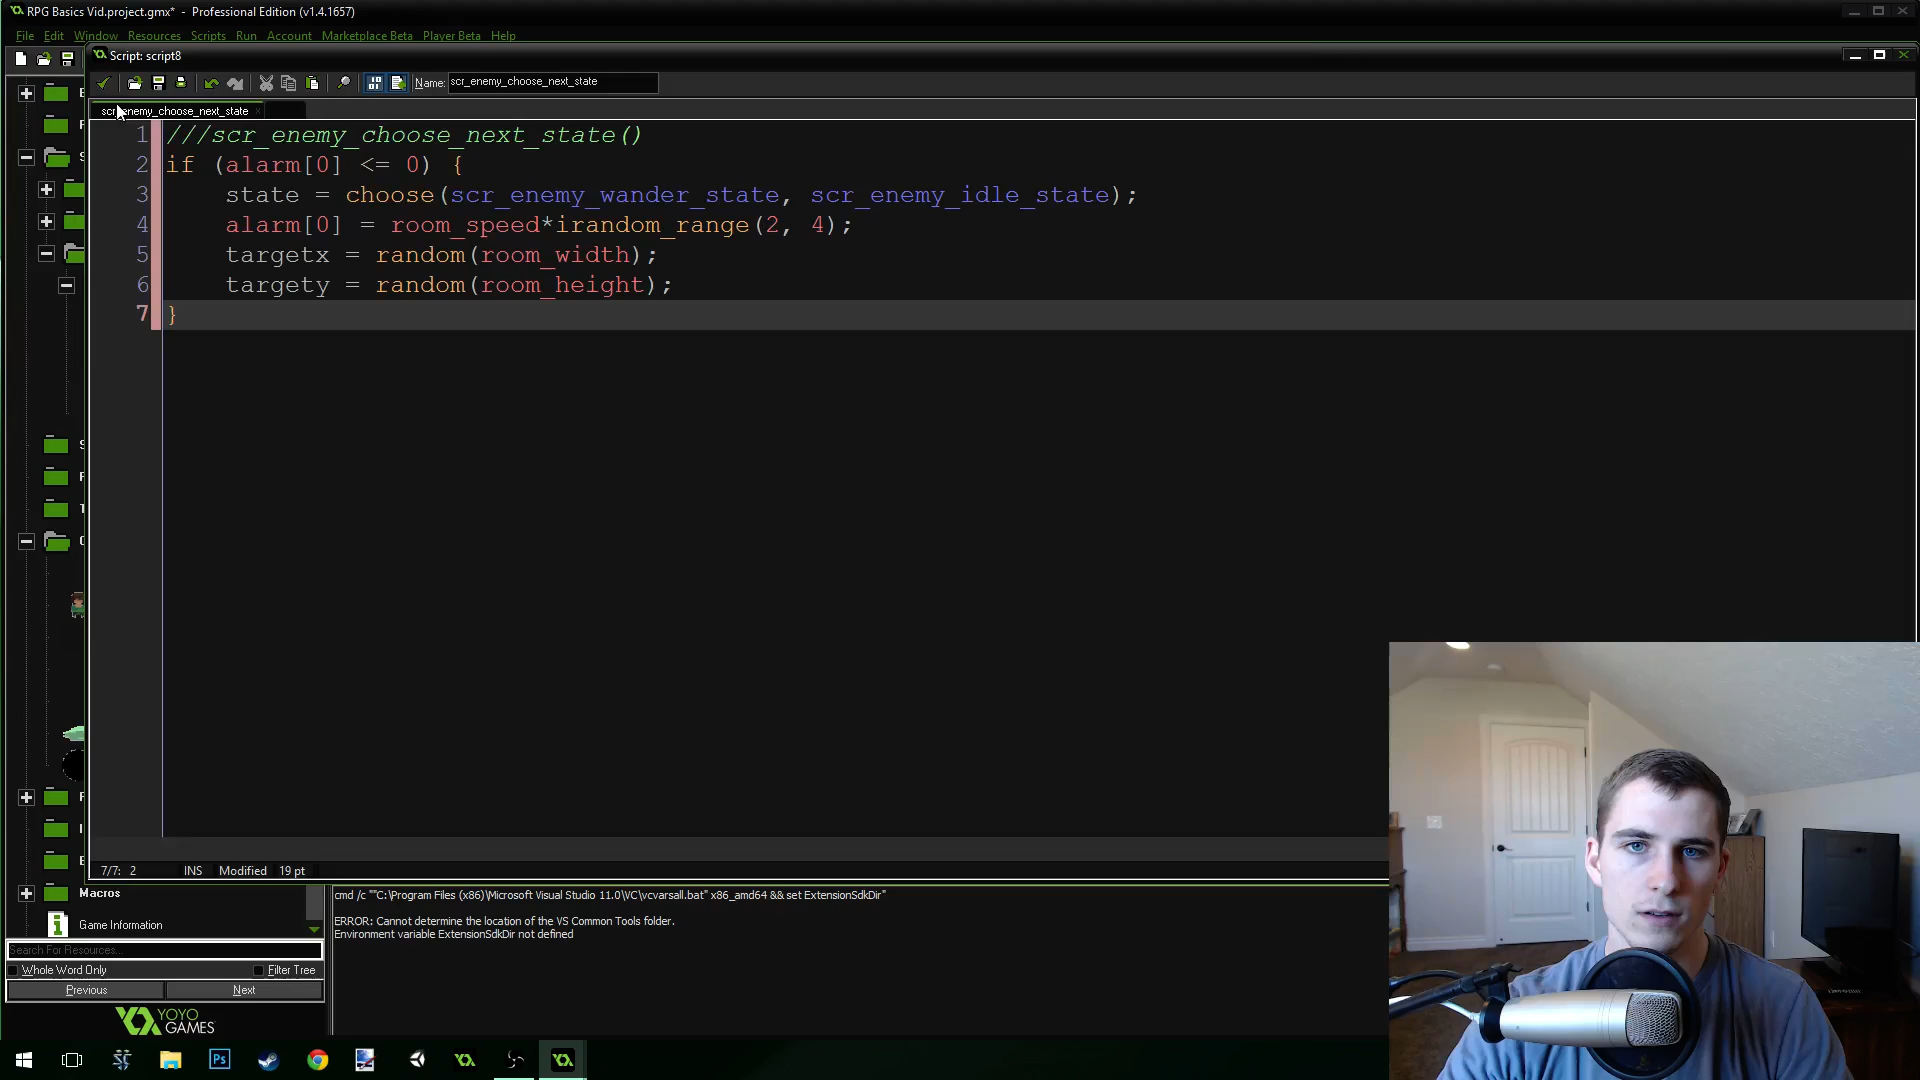 RPG Basics Vid.project.gmx* - Professional Edition (v1.4.1657)
File Edit Window Resources Scripts Run Account Marketplace Beta Player Beta Help
Script: script8
Name: scr_enemy_choose_next_state
scr_enemy_choose_next_state
1 ///scr_enemy_choose_next_state()
2 if (alarm[0] <= 0) {
3 state = choose(scr_enemy_wander_state, scr_enemy_idle_state);
4 alarm[0] = room_speed*irandom_range(2, 4);
5 targetx = random(room_width);
6 targety = random(room_height);
7 }
7/7: 2 INS Modified 19 pt
Macros
Game Information
Search For Resources...
Whole Word Only Filter Tree
Previous Next
YOYO
GAMES
cmd /c ""C:\Program Files (x86)\Microsoft Visual Studio 11.0\VC\vcvarsall.bat" x86_amd64 && set ExtensionSdkDir"
ERROR: Cannot determine the location of the VS Common Tools folder.
Environment variable ExtensionSdkDir not defined
Ps